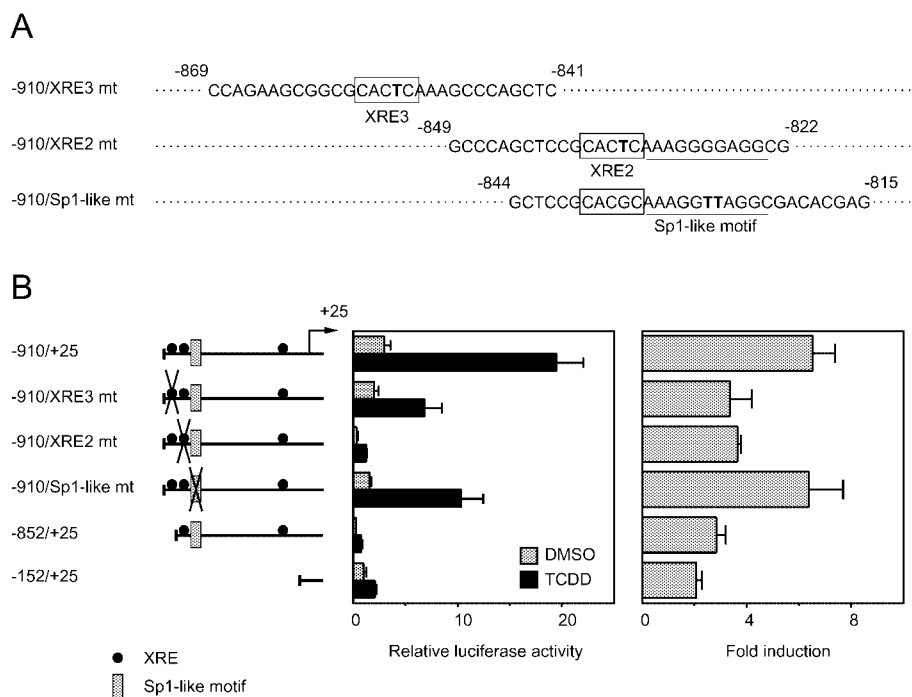 A
-869 -841
-910/XRE3 mt CCAGAAGCGGCGCACTCAAAGCCCAGCTC
XRE3
-849 -822
-910/XRE2 mt GCCCAGCTCCGCACTCAAAGGGGAGGCG
XRE2
-844 -815
-910/Sp1-like mt GCTCCGCACGCAAAGGTTAGGCGACACGAG
Sp1-like motif
B
+25
-910/+25
-910/XRE3 mt
-910/XRE2 mt
-910/Sp1-like mt
-852/+25
-152/+25
DMSO
TCDD
0 10 20 0 4 8
Relative luciferase activity Fold induction
XRE
Sp1-like motif